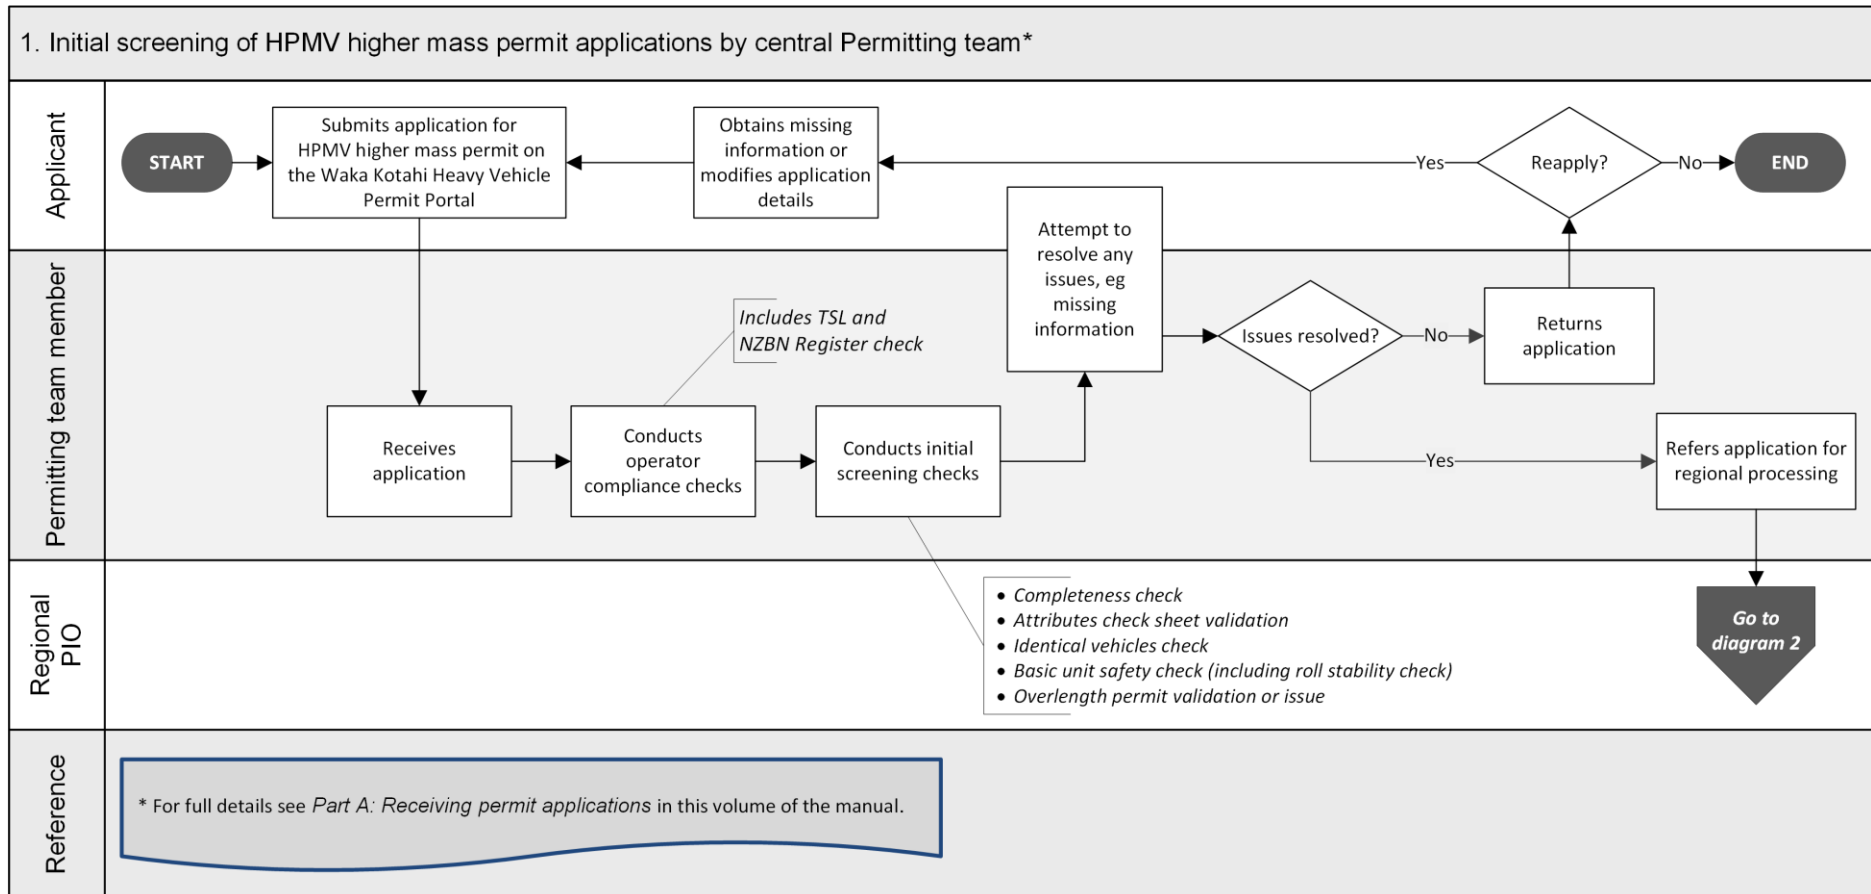 1. Initial screening of HPMV higher mass permit applications by central Permitting team*
Applicant
START
Submits application for
HPMV higher mass permit on
the Waka Kotahi Heavy Vehicle
Permit Portal
Obtains missing
information or
modifies application
details
Yes
Reapply?
No
END
Permitting team member
Attempt to
resolve any
issues, eg
missing
information
Includes TSL and
NZBN Register check
Issues resolved?
No
Returns
application
Receives
application
Conducts
operator
compliance checks
Conducts initial
screening checks
Yes
Refers application for
regional processing
Regional
PIO
• Completeness check
• Attributes check sheet validation
• Identical vehicles check
• Basic unit safety check (including roll stability check)
• Overlength permit validation or issue
Go to
diagram 2
Reference
* For full details see Part A: Receiving permit applications in this volume of the manual.